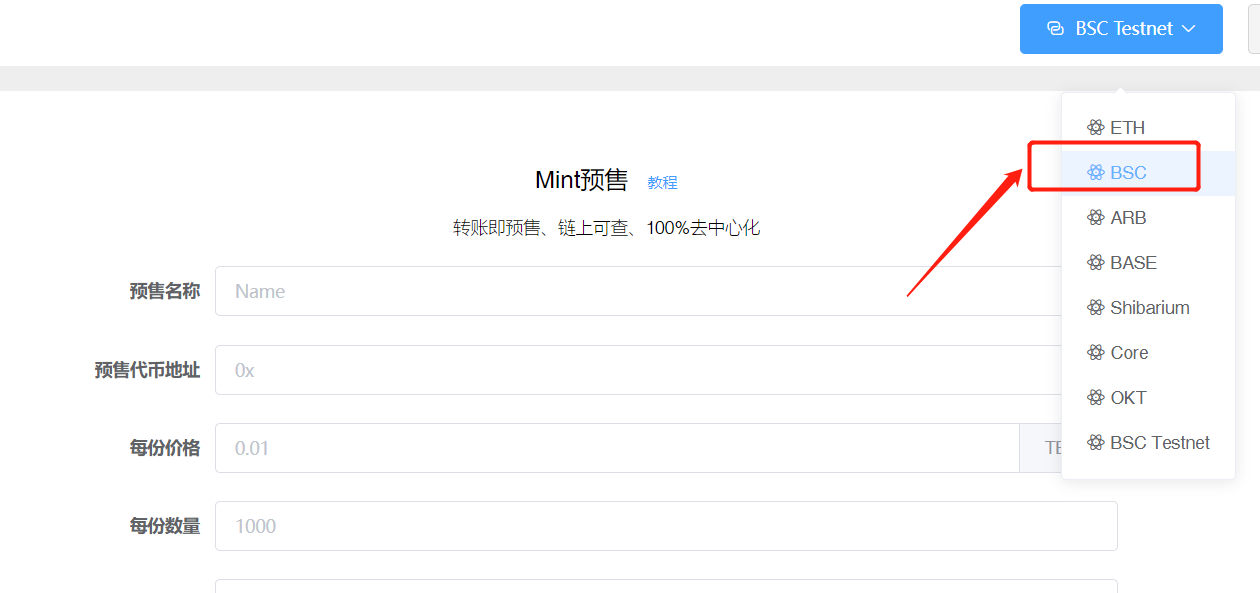 BSC Testnet
Mint预售 教程
转账即预售、链上可查、100%去中心化
预售名称 Name
预售代币地址 0x
每份价格 0.01
每份数量 1000
ETH
BSC
ARB
BASE
Shibarium
Core
OKT
BSC Testnet